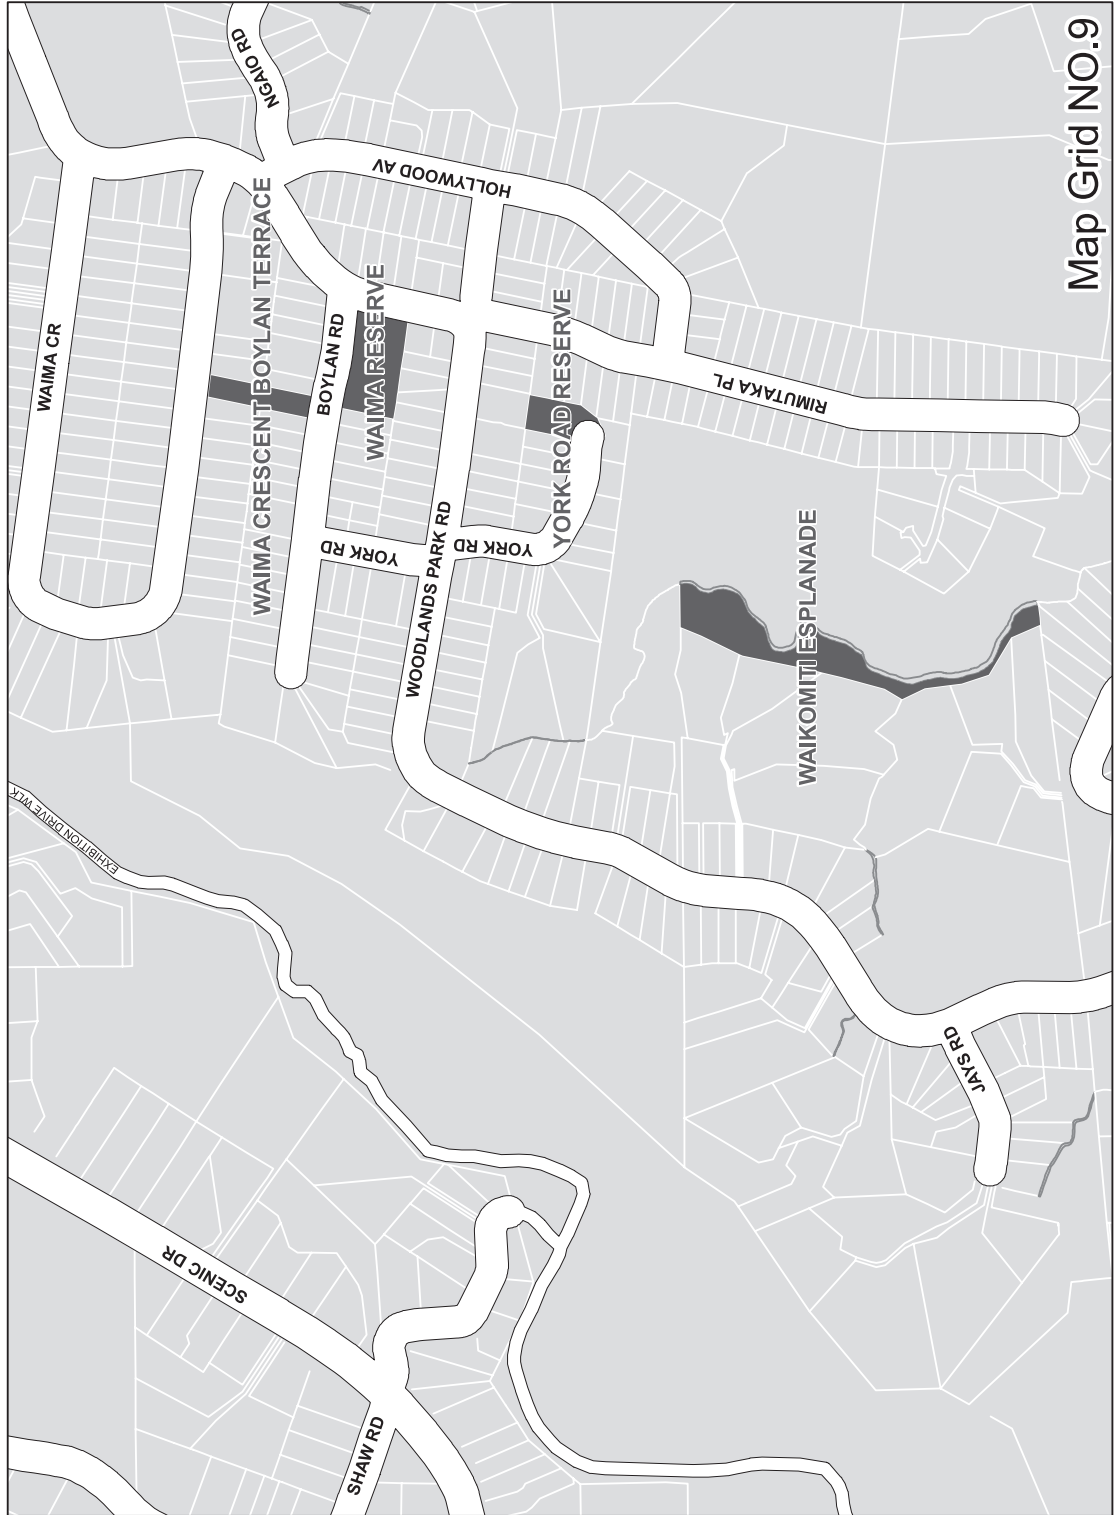 Map Grid NO.9
NGAIO RD
HOLLYWOOD AV
WAIMA CR
WAIMA CRESCENT BOYLAN TERRACE
BOYLAN RD
WAIMA RESERVE
YORK ROAD RESERVE
RIMUTAKA PL
YORK RD
YORK RD
WOODLANDS PARK RD
WAIKOMITI ESPLANADE
EXHIBITION DRIVE WLK
JAYS RD
SCENIC DR
SHAW RD